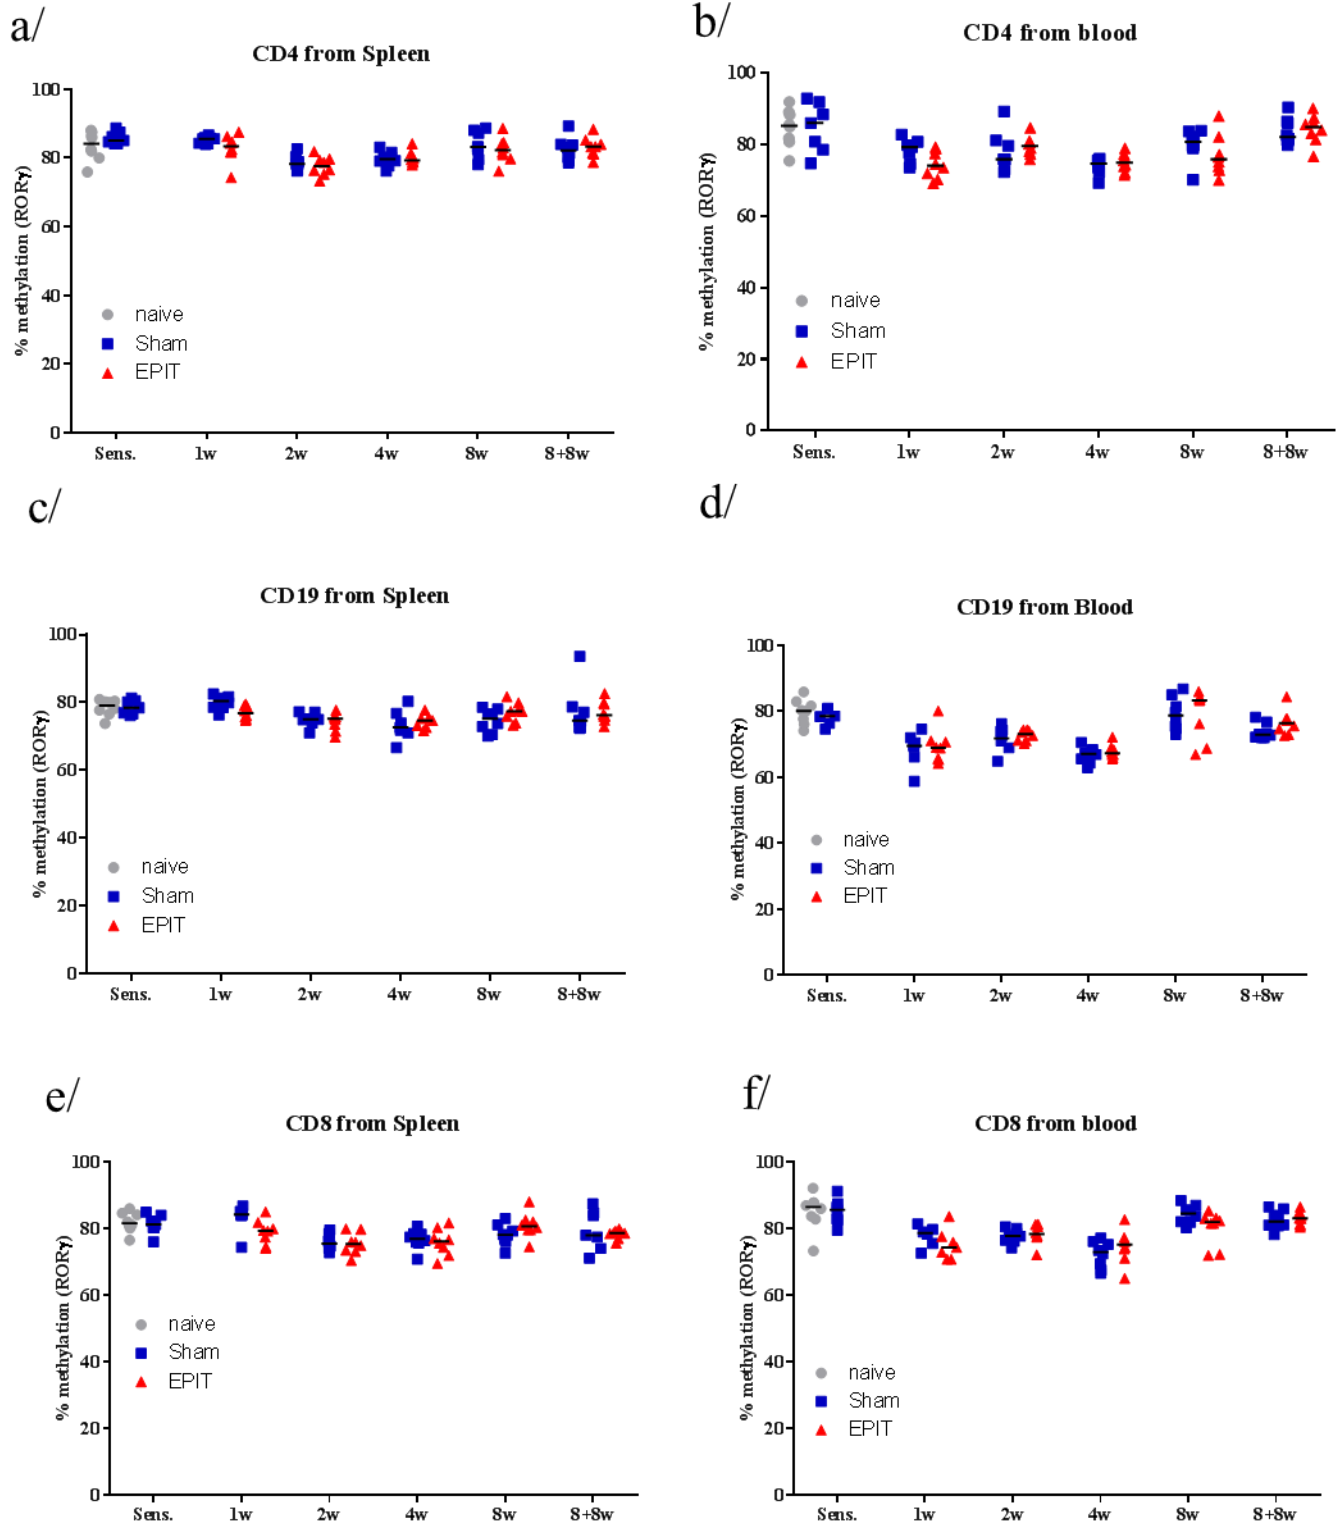 a/
CD4 from Spleen
% methylation (RORγ)
100
80
60
40
20
0
naive
Sham
EPIT
Sens. 1w 2w 4w 8w 8+8w
b/
CD4 from blood
% methylation (RORγ)
100
80
60
40
20
0
naive
Sham
EPIT
Sens. 1w 2w 4w 8w 8+8w
c/
CD19 from Spleen
% methylation (RORγ)
100
80
60
40
20
0
naive
Sham
EPIT
Sens. 1w 2w 4w 8w 8+8w
d/
CD19 from Blood
% methylation (RORγ)
100
80
60
40
20
0
naive
Sham
EPIT
Sens. 1w 2w 4w 8w 8+8w
e/
CD8 from Spleen
% methylation (RORγ)
100
80
60
40
20
0
naive
Sham
EPIT
Sens. 1w 2w 4w 8w 8+8w
f/
CD8 from blood
% methylation (RORγ)
100
80
60
40
20
0
naive
Sham
EPIT
Sens. 1w 2w 4w 8w 8+8w